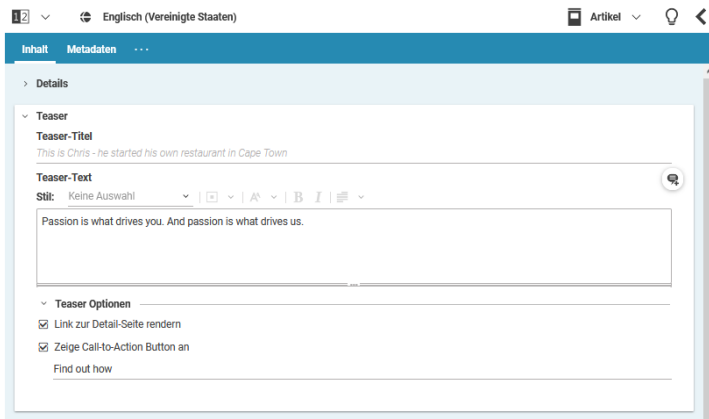 12 Englisch (Vereinigte Staaten) Artikel
Inhalt Metadaten ...
Details
Teaser
Teaser-Titel
This is Chris - he started his own restaurant in Cape Town
Teaser-Text
Stil: Keine Auswahl A B I
Passion is what drives you. And passion is what drives us.
Teaser Optionen
Link zur Detail-Seite rendern
Zeige Call-to-Action Button an
Find out how